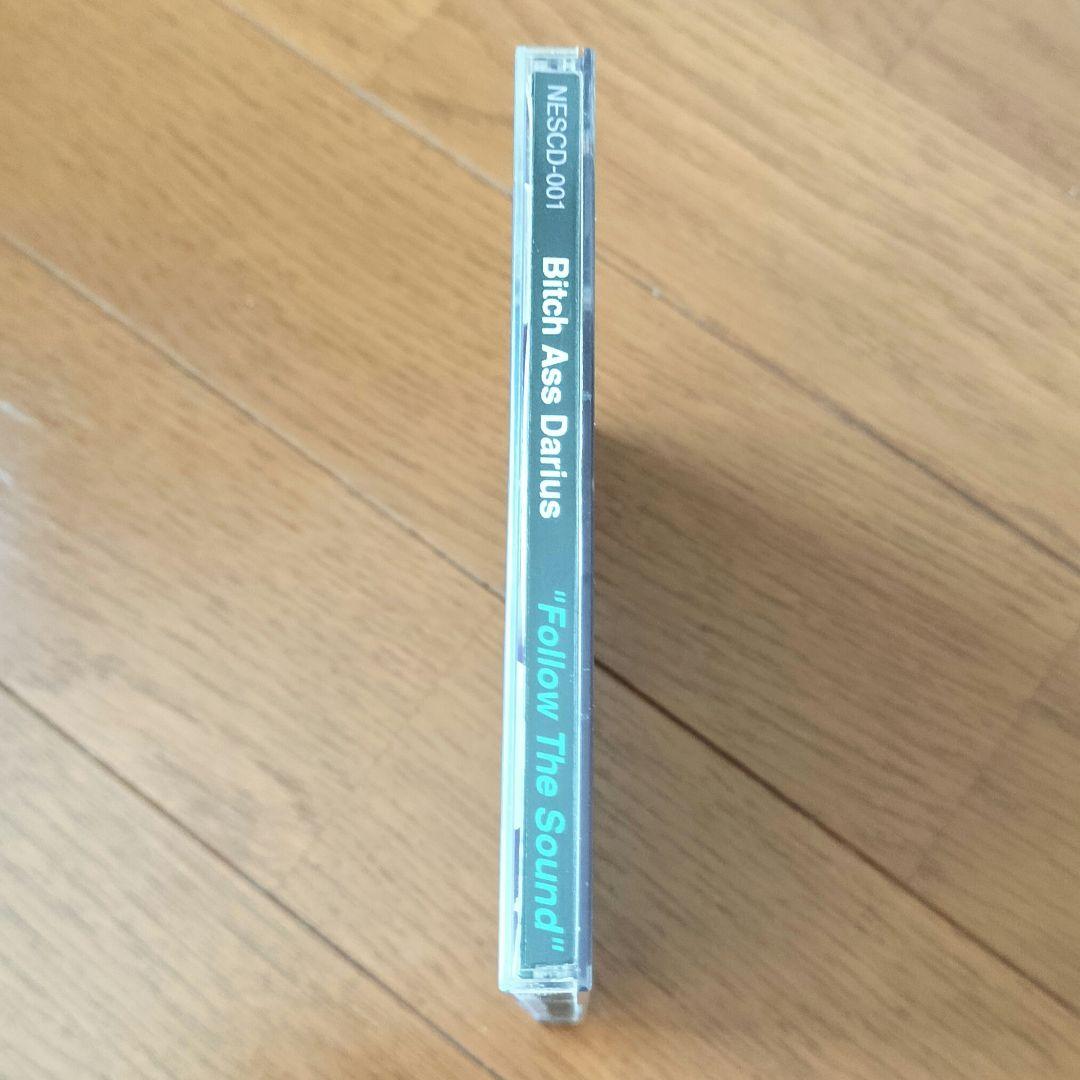 NESCD-001 Bitch Ass Darius "Follow The Sound"